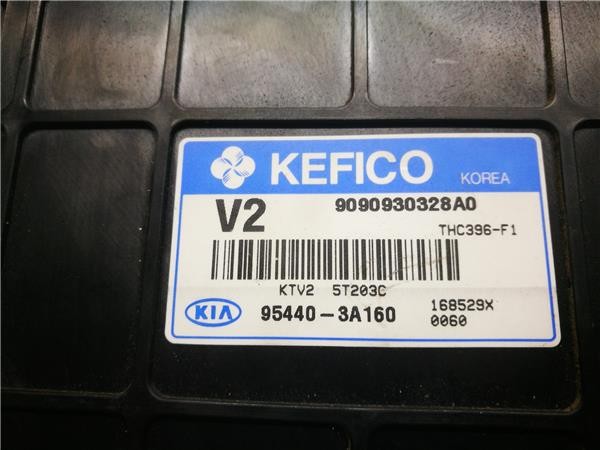 KEFICO KOREA
V2 9090930328A0
THC396-F1
KTV2 5T203C
KIA 95440-3A160 168529X
0060